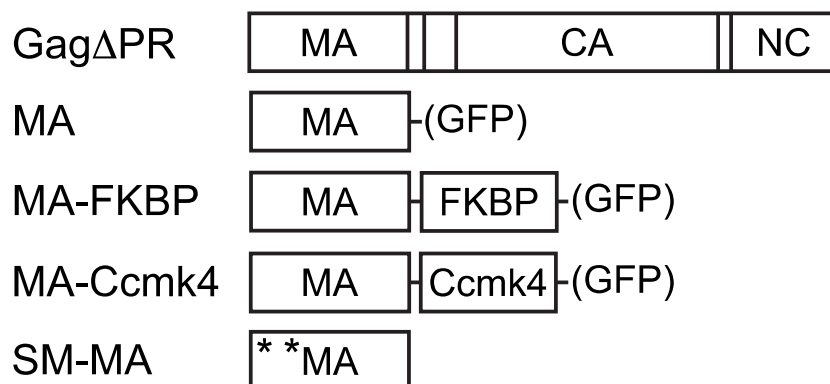 GagΔPR MA CA NC
MA MA (GFP)
MA-FKBP MA FKBP (GFP)
MA-Ccmk4 MA Ccmk4 (GFP)
SM-MA * *MA